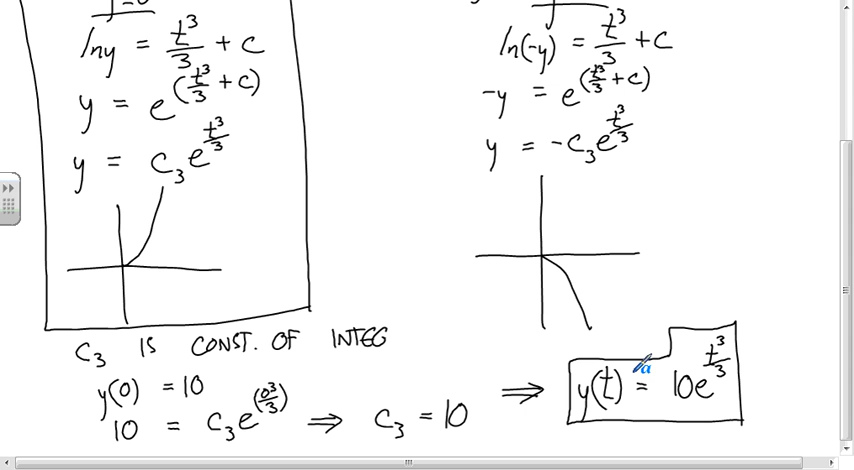 y=0
ln y = t³/3 + c
y = e^(t³/3 + c)
y = c₃e^(t³/3)
ln(-y) = t³/3 + c
-y = e^(t³/3 + c)
y = -c₃e^(t³/3)
C₃ IS CONST. OF INTEG
y(0) = 10
10 = c₃e^(0³/3) ⇒ c₃ = 10
⇒ y(t) = 10e^(t³/3)